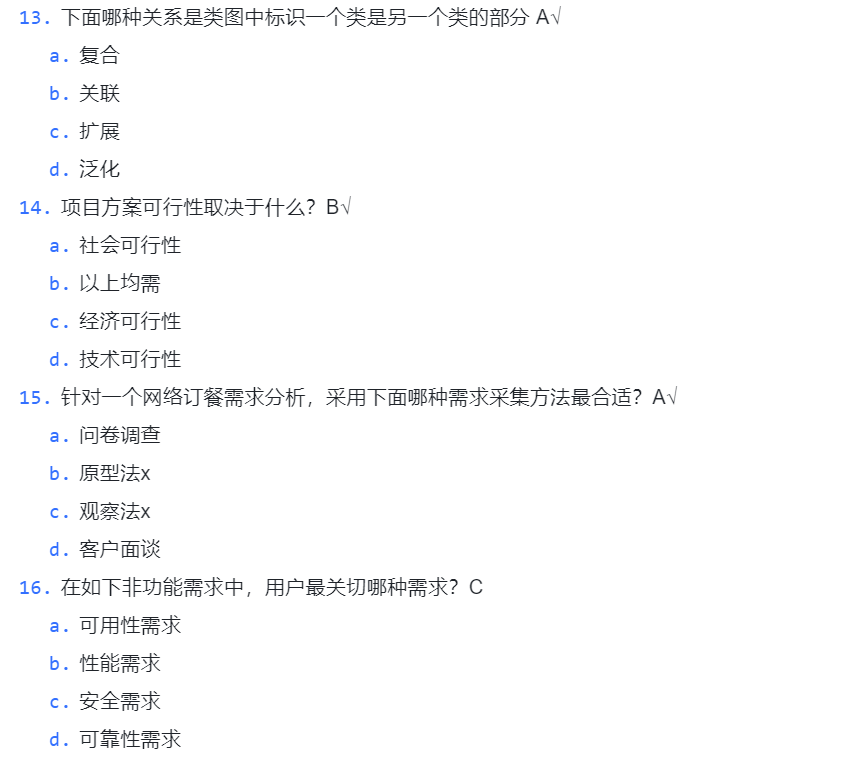 13. 下面哪种关系是类图中标识一个类是另一个类的部分 A√
a. 复合
b. 关联
c. 扩展
d. 泛化
14. 项目方案可行性取决于什么？B√
a. 社会可行性
b. 以上均需
c. 经济可行性
d. 技术可行性
15. 针对一个网络订餐需求分析，采用下面哪种需求采集方法最合适？A√
a. 问卷调查
b. 原型法x
c. 观察法x
d. 客户面谈
16. 在如下非功能需求中，用户最关切哪种需求？C
a. 可用性需求
b. 性能需求
c. 安全需求
d. 可靠性需求